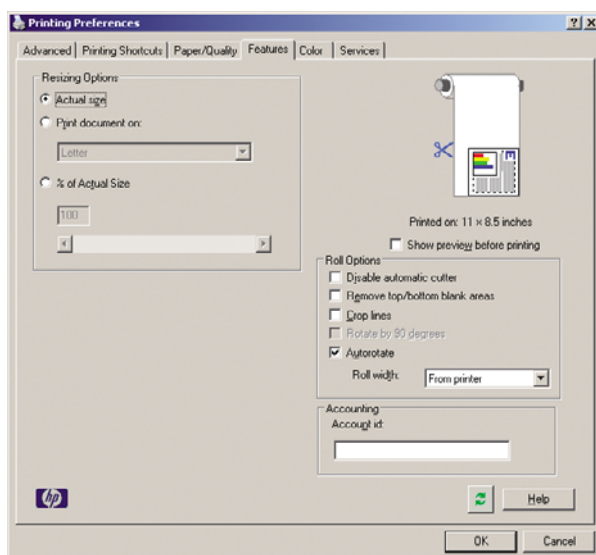 Printing Preferences
Advanced Printing Shortcuts Paper/Quality Features Color Services
Resizing Options
Actual size
Print document on:
Letter
% of Actual Size
100
Printed on: 11 × 8.5 inches
Show preview before printing
Roll Options
Disable automatic cutter
Remove top/bottom blank areas
Crop lines
Rotate by 90 degrees
Autorotate
Roll width: From printer
Accounting
Account id:
hp
Help
OK Cancel